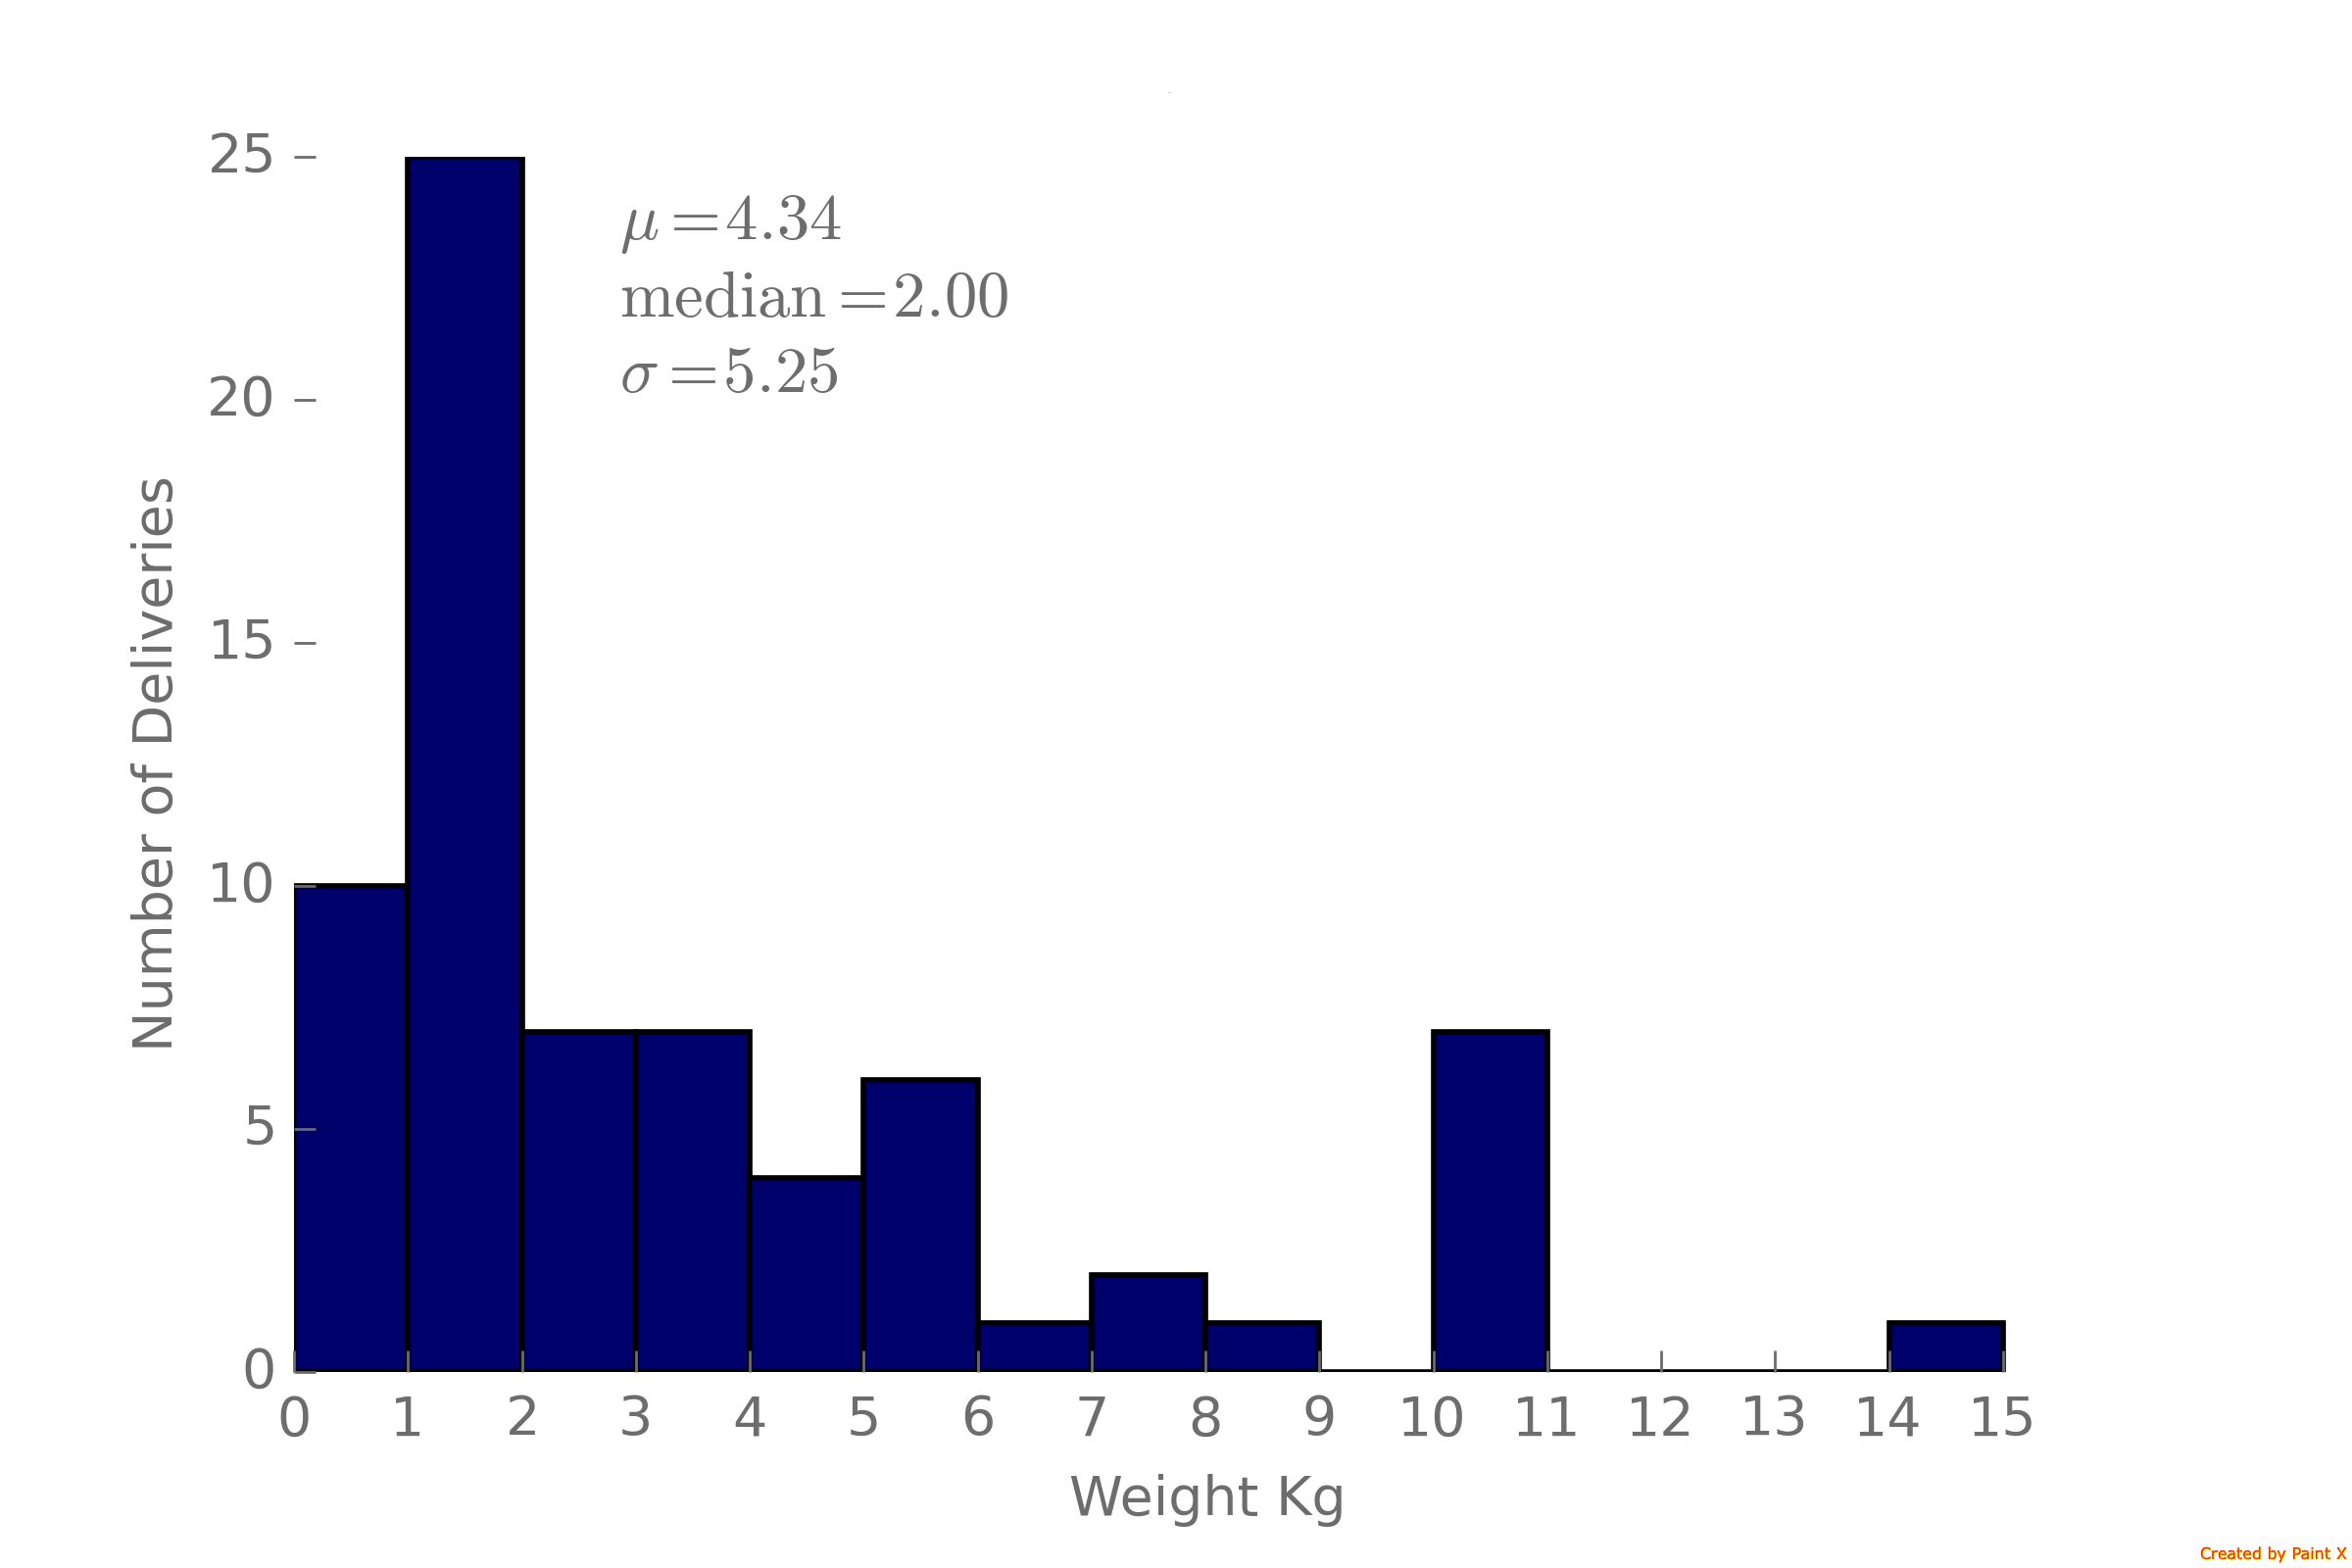 25
20
15
10
5
0
Number of Deliveries
μ=4.34
median=2.00
σ=5.25
0 1 2 3 4 5 6 7 8 9 10 11 12 13 14 15
Weight Kg
Created by Paint X